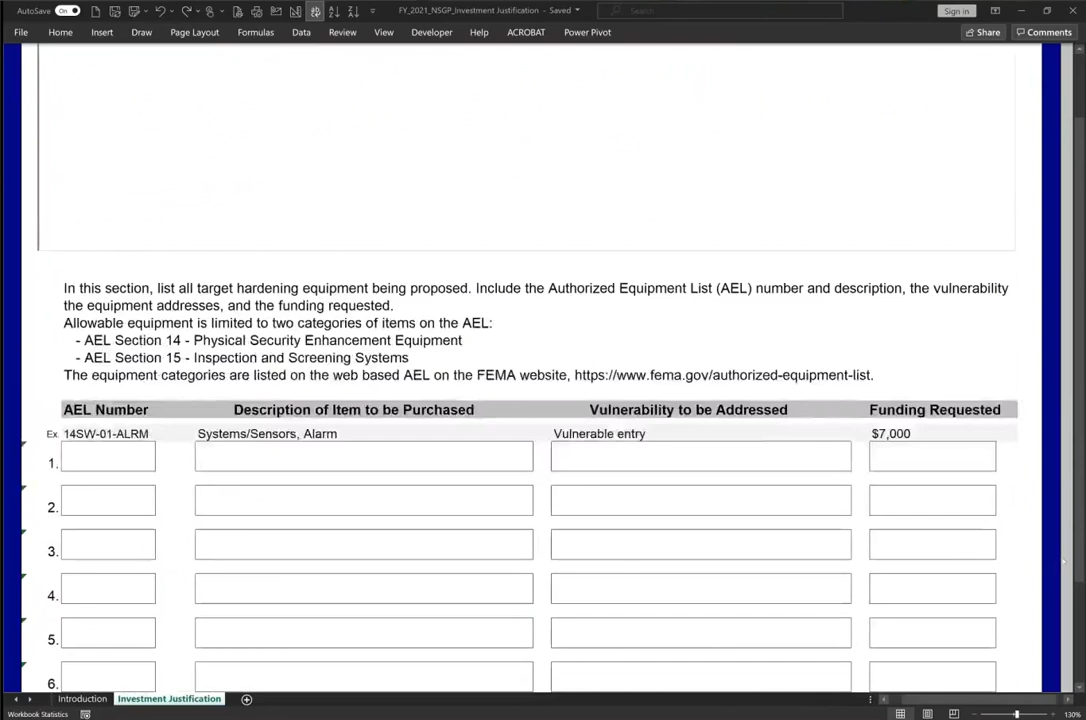 AutoSave On FY_2021_NSGP_Investment Justification - Saved Search Sign in
File Home Insert Draw Page Layout Formulas Data Review View Developer Help ACROBAT Power Pivot Share Comments
In this section, list all target hardening equipment being proposed. Include the Authorized Equipment List (AEL) number and description, the vulnerability
the equipment addresses, and the funding requested.
Allowable equipment is limited to two categories of items on the AEL:
- AEL Section 14 - Physical Security Enhancement Equipment
- AEL Section 15 - Inspection and Screening Systems
The equipment categories are listed on the web based AEL on the FEMA website, https://www.fema.gov/authorized-equipment-list.
AEL Number Description of Item to be Purchased Vulnerability to be Addressed Funding Requested
Ex 14SW-01-ALRM Systems/Sensors, Alarm Vulnerable entry $7,000
1.
2.
3.
4.
5.
6.
Introduction Investment Justification
Workbook Statistics 130%